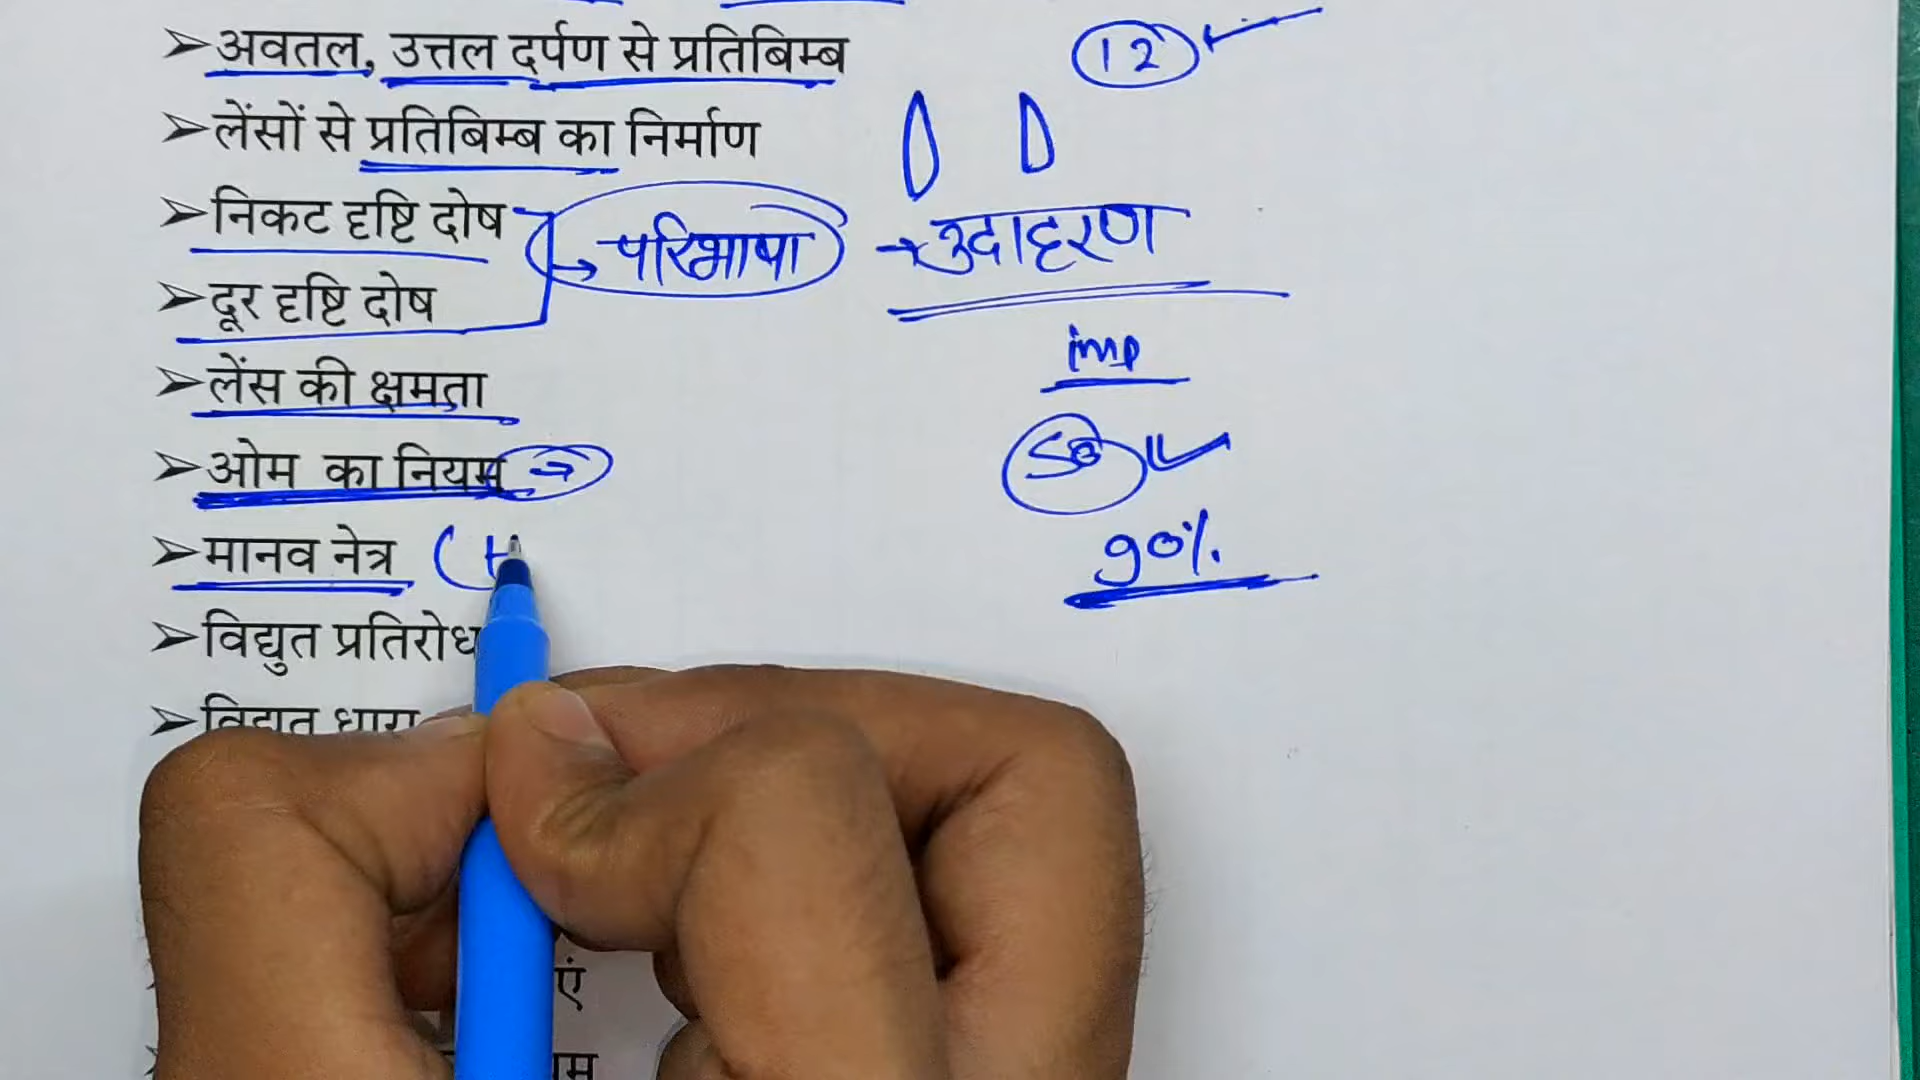 ➤अवतल, उत्तल दर्पण से प्रतिबिम्ब 12
➤लेंसों से प्रतिबिम्ब का निर्माण
➤निकट दृष्टि दोष → परिभाषा → उदाहरण
➤दूर दृष्टि दोष
imp
➤लेंस की क्षमता
➤ओम का नियम →
➤मानव नेत्र (H
90%.
➤विद्युत प्रतिरोध
➤विद्युत धारा